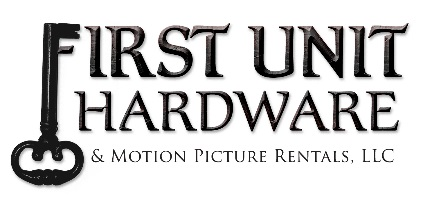 FIRST UNIT
HARDWARE
& MOTION PICTURE RENTALS, LLC